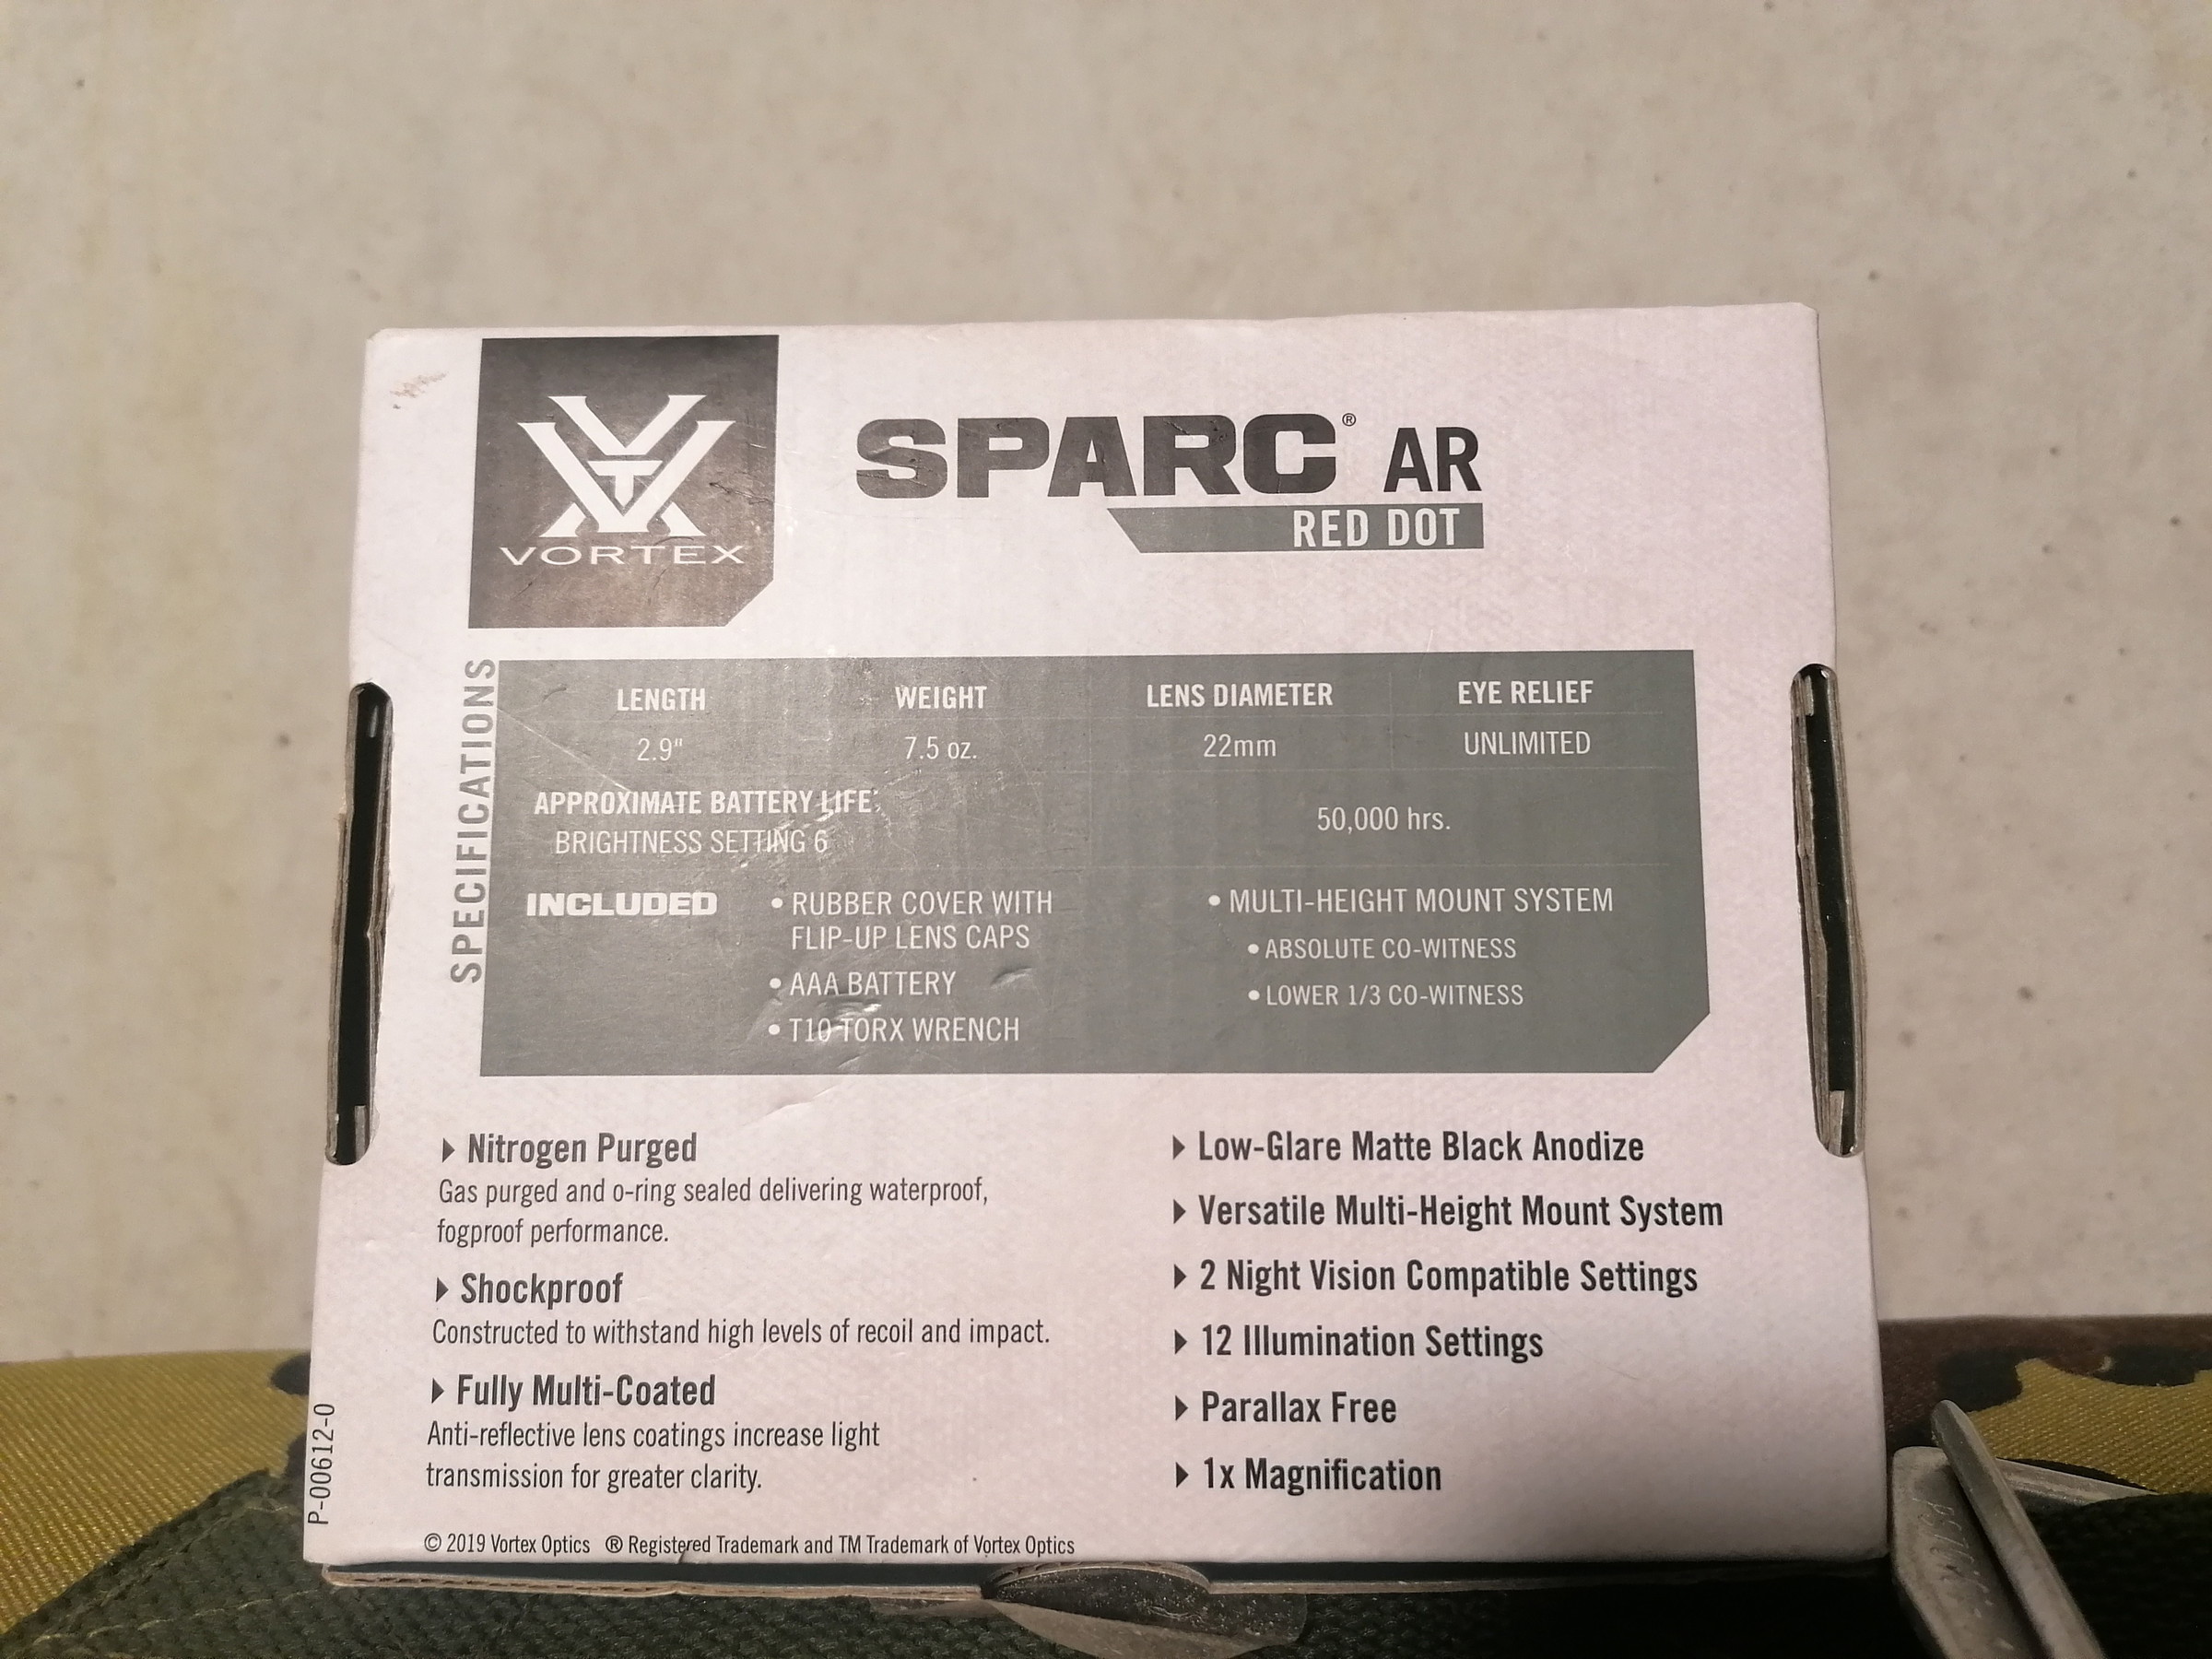 VORTEX
SPARC® AR
RED DOT
SPECIFICATIONS
LENGTH WEIGHT LENS DIAMETER EYE RELIEF
2.9" 7.5 oz. 22mm UNLIMITED
APPROXIMATE BATTERY LIFE:
BRIGHTNESS SETTING 6
50,000 hrs.
INCLUDED
• RUBBER COVER WITH
FLIP-UP LENS CAPS
• AAA BATTERY
• T10 TORX WRENCH
• MULTI-HEIGHT MOUNT SYSTEM
• ABSOLUTE CO-WITNESS
• LOWER 1/3 CO-WITNESS
Nitrogen Purged
Gas purged and o-ring sealed delivering waterproof,
fogproof performance.
Shockproof
Constructed to withstand high levels of recoil and impact.
Fully Multi-Coated
Anti-reflective lens coatings increase light
transmission for greater clarity.
Low-Glare Matte Black Anodize
Versatile Multi-Height Mount System
2 Night Vision Compatible Settings
12 Illumination Settings
Parallax Free
1x Magnification
P-00612-0
© 2019 Vortex Optics ® Registered Trademark and TM Trademark of Vortex Optics